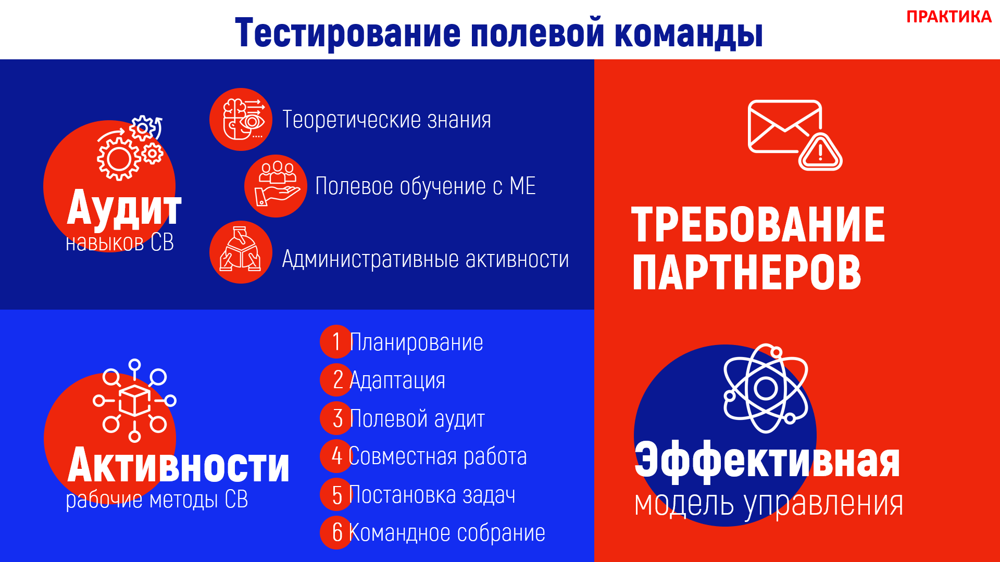 Тестирование полевой команды
ПРАКТИКА
Аудит
навыков СВ
Теоретические знания
Полевое обучение с МЕ
Административные активности
Активности
рабочие методы СВ
1 Планирование
2 Адаптация
3 Полевой аудит
4 Совместная работа
5 Постановка задач
6 Командное собрание
ТРЕБОВАНИЕ
ПАРТНЕРОВ
Эффективная
модель управления